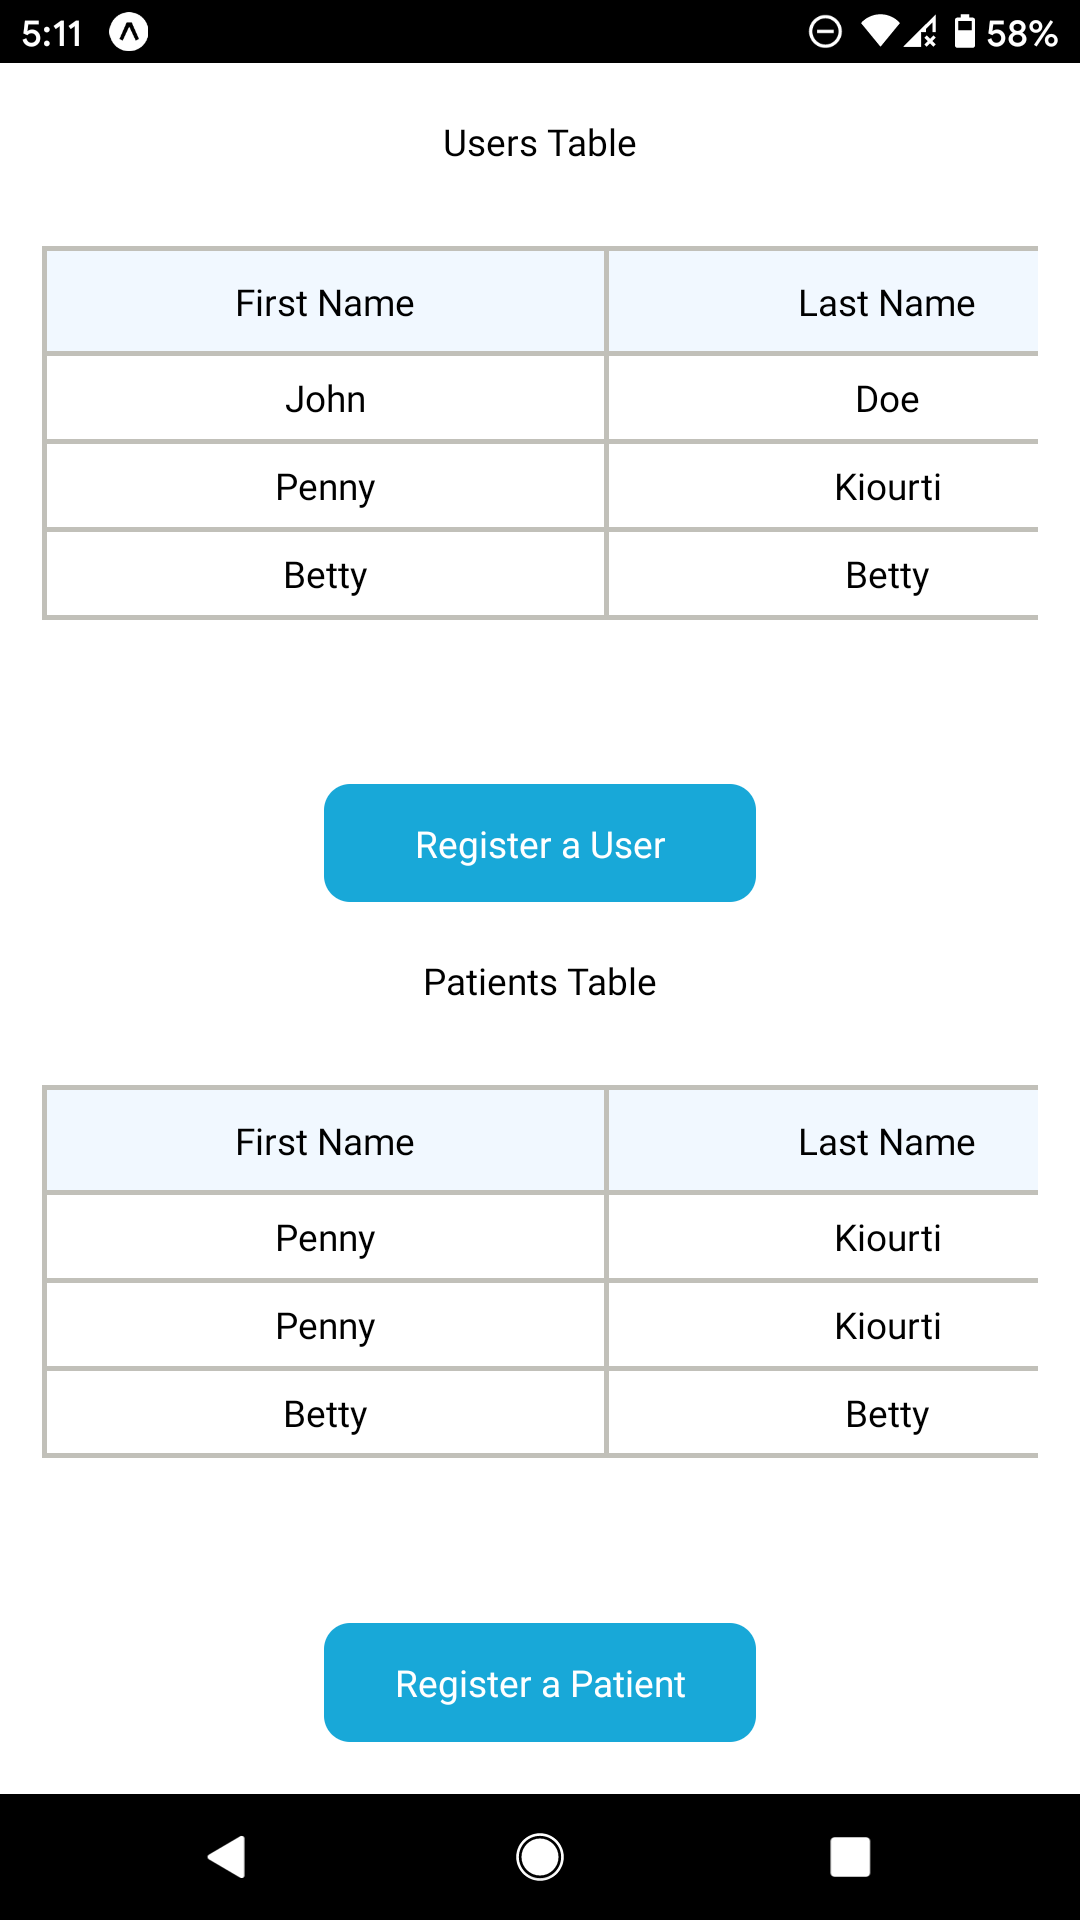 5:11 58%
Users Table
First Name Last Name
John Doe
Penny Kiourti
Betty Betty
Register a User
Patients Table
First Name Last Name
Penny Kiourti
Penny Kiourti
Betty Betty
Register a Patient